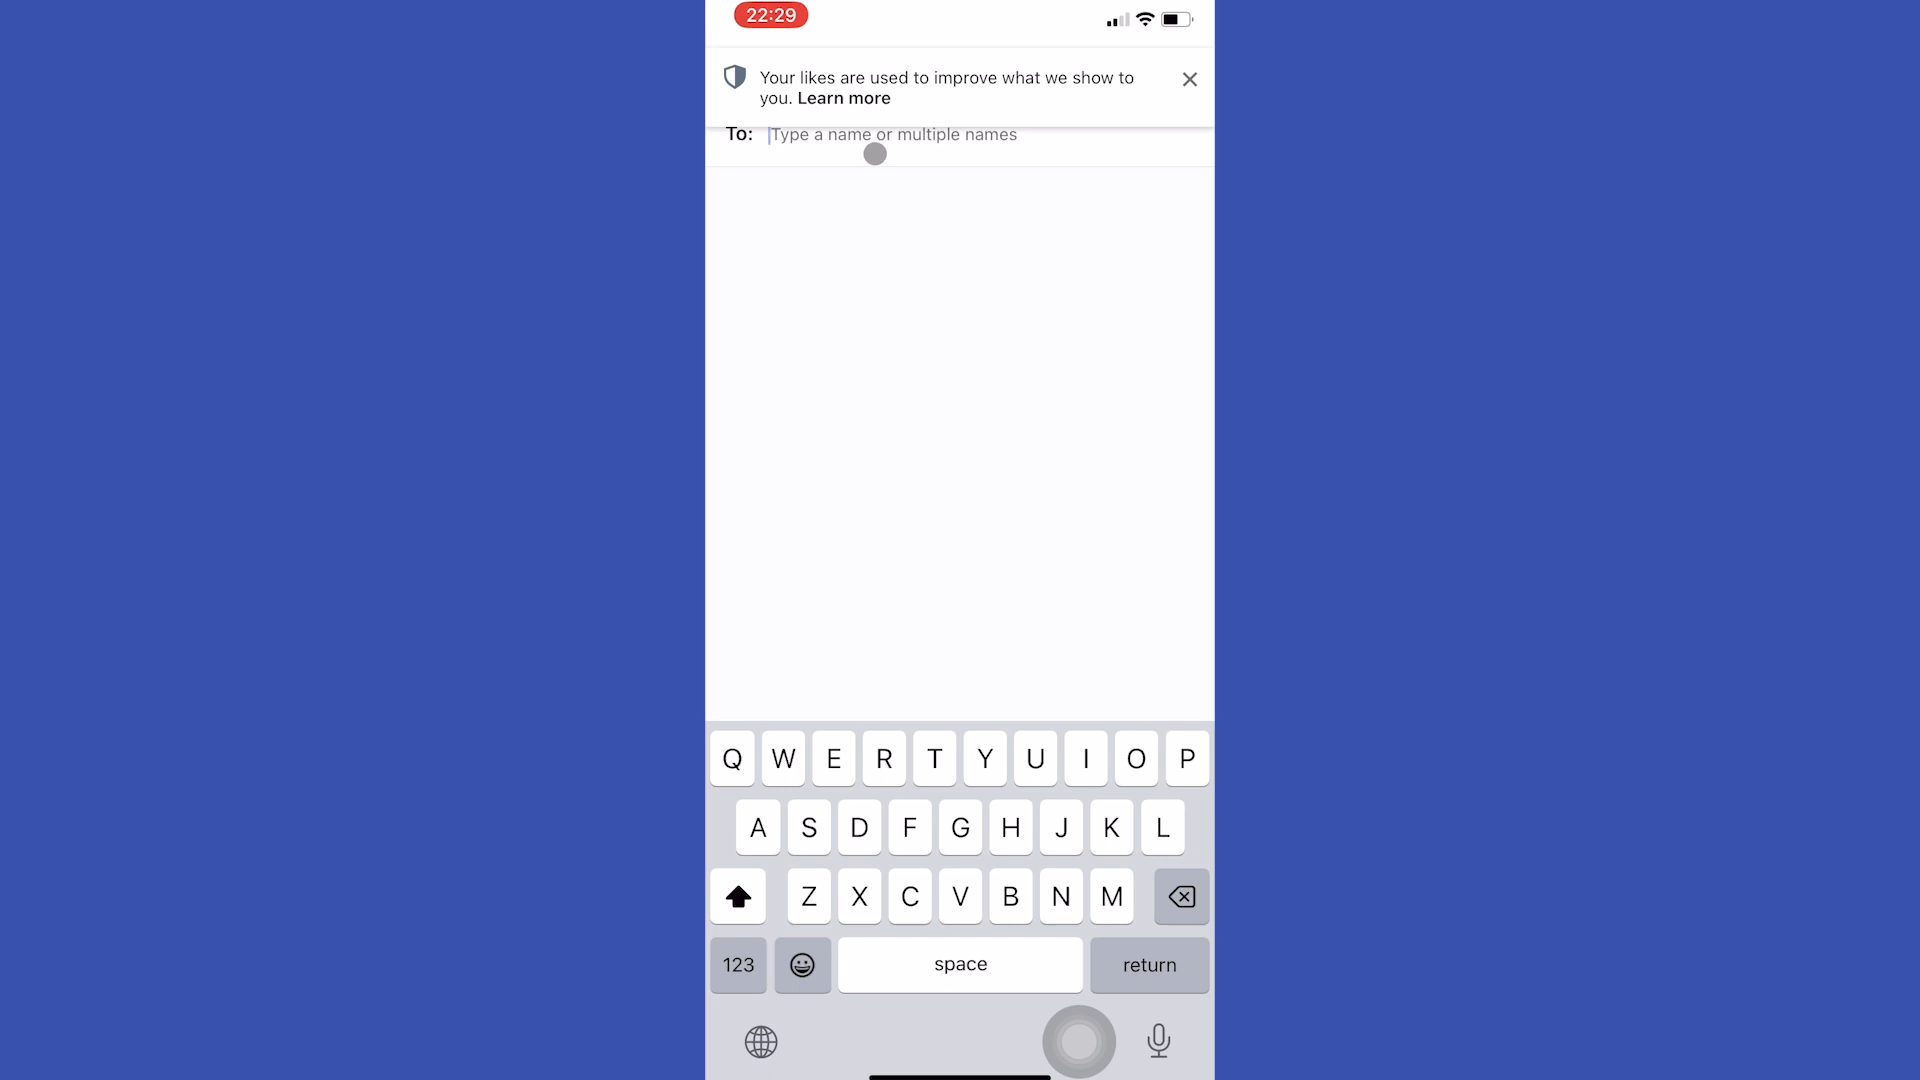 22:29
Your likes are used to improve what we show to
you. Learn more
To: Type a name or multiple names
Q W E R T Y U I O P
A S D F G H J K L
Z X C V B N M
123 space return